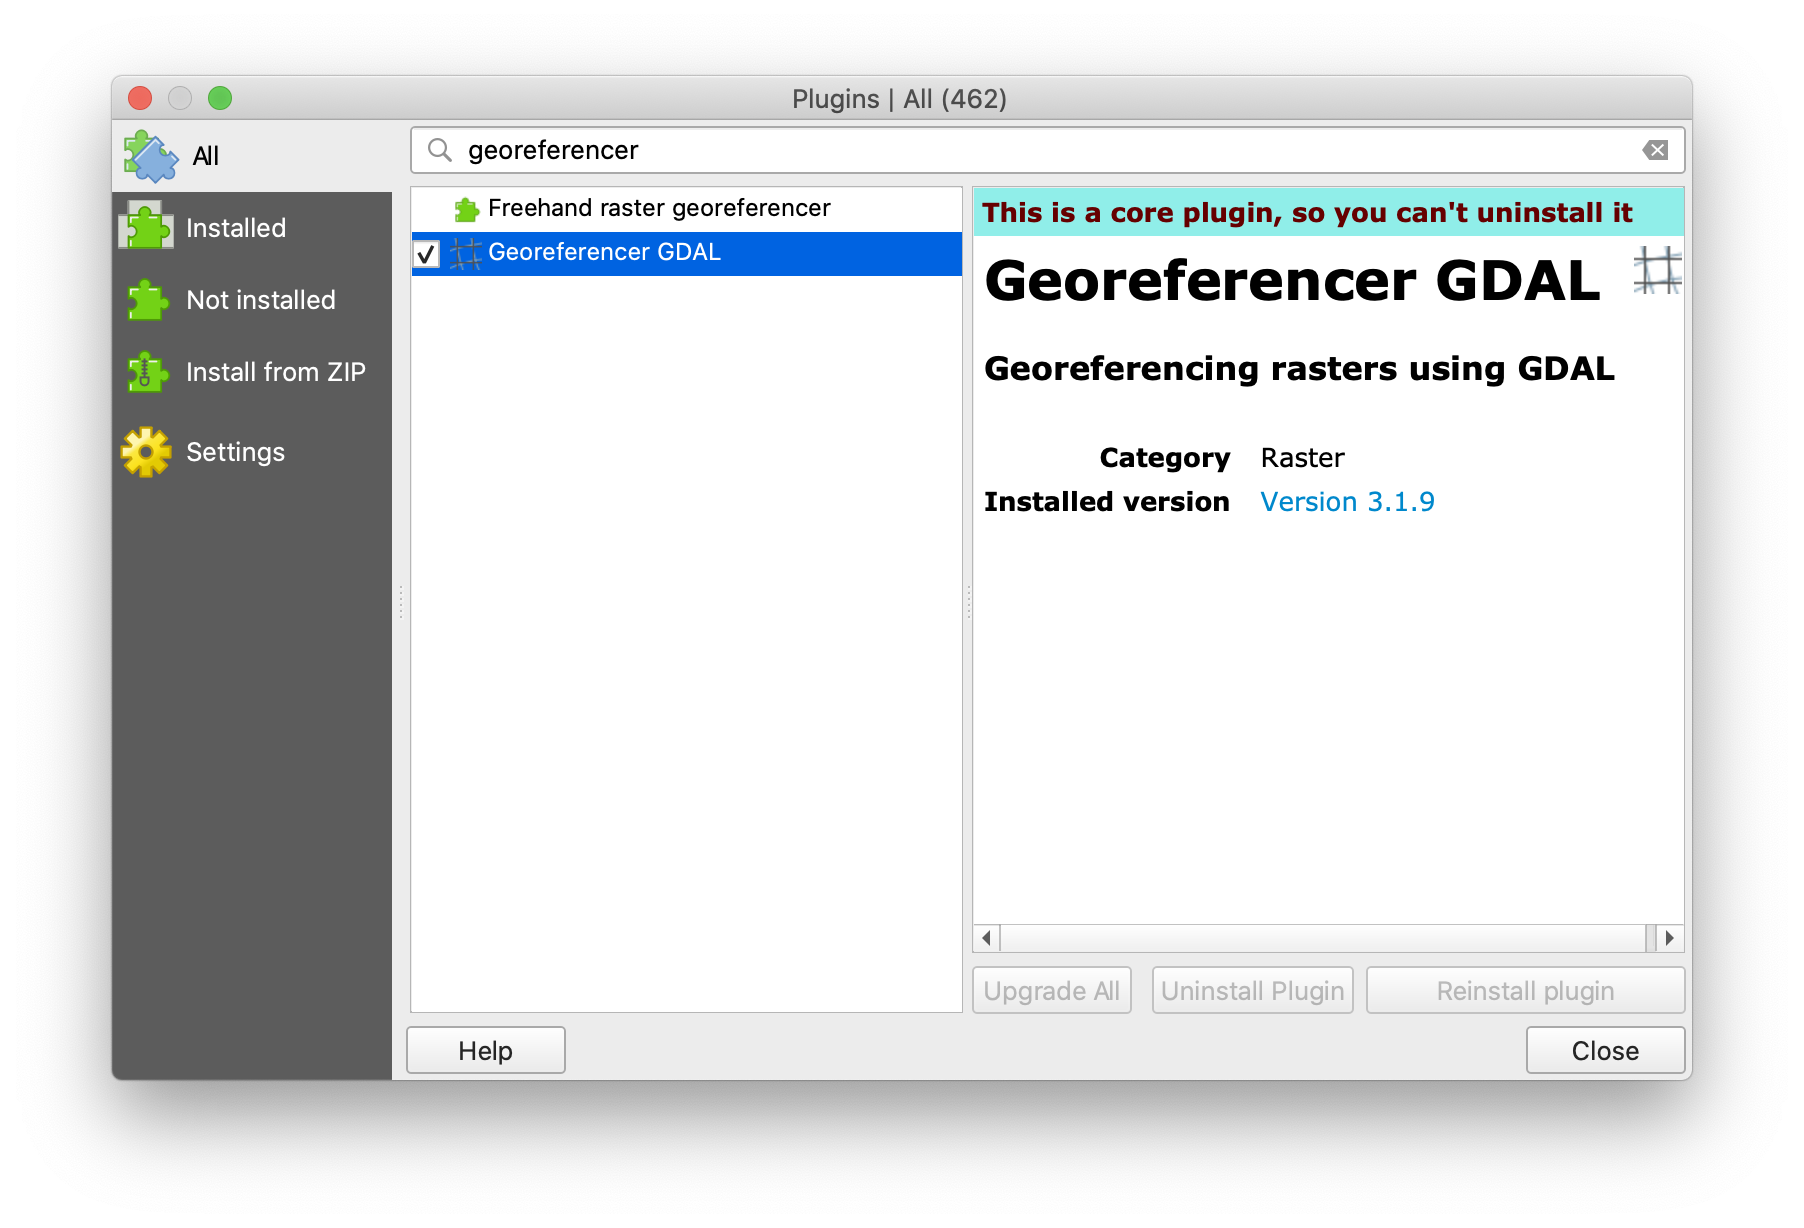 Plugins | All (462)
All
Installed
Not installed
Install from ZIP
Settings
georeferencer
Freehand raster georeferencer
Georeferencer GDAL
This is a core plugin, so you can't uninstall it
Georeferencer GDAL
Georeferencing rasters using GDAL
Category Raster
Installed version Version 3.1.9
Upgrade All Uninstall Plugin Reinstall plugin
Help Close